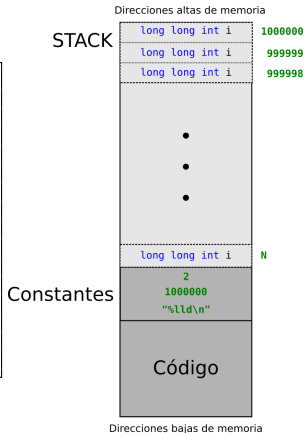 Direcciones altas de memoria
STACK
long long int i 1000000
long long int i 999999
long long int i 999998
long long int i N
Constantes
2
1000000
"%lld\n"
Código
Direcciones bajas de memoria